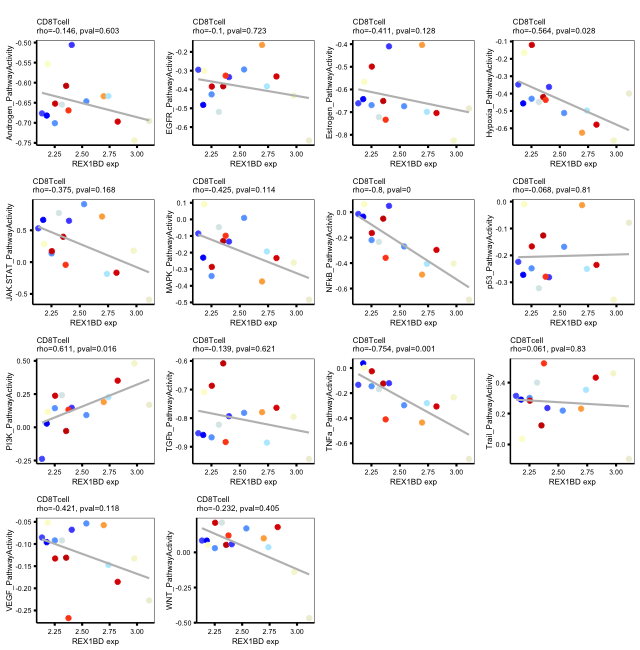 CD8Tcell
rho=-0.146, pval=0.603
Androgen_PathwayActivity
-0.50
-0.55
-0.60
-0.65
-0.70
-0.75
2.25
2.50
2.75
3.00
REX1BD exp
CD8Tcell
rho=-0.1, pval=0.723
EGFR_PathwayActivity
-0.3
-0.4
-0.5
-0.6
2.25
2.50
2.75
3.00
REX1BD exp
CD8Tcell
rho=-0.411, pval=0.128
Estrogen_PathwayActivity
-0.4
-0.5
-0.6
-0.7
-0.8
2.25
2.50
2.75
3.00
REX1BD exp
CD8Tcell
rho=-0.564, pval=0.028
Hypoxia_PathwayActivity
-0.1
-0.2
-0.3
-0.4
-0.5
-0.6
2.25
2.50
2.75
3.00
REX1BD exp
CD8Tcell
rho=-0.375, pval=0.168
JAK.STAT_PathwayActivity
1.0
0.5
0.0
-0.5
2.25
2.50
2.75
3.00
REX1BD exp
CD8Tcell
rho=-0.425, pval=0.114
MAPK_PathwayActivity
0.1
0.0
-0.1
-0.2
-0.3
-0.4
-0.5
2.25
2.50
2.75
3.00
REX1BD exp
CD8Tcell
rho=-0.8, pval=0
NFkB_PathwayActivity
0.0
-0.2
-0.4
-0.6
2.25
2.50
2.75
3.00
REX1BD exp
CD8Tcell
rho=-0.068, pval=0.81
p53_PathwayActivity
0.0
-0.1
-0.2
-0.3
2.25
2.50
2.75
3.00
REX1BD exp
CD8Tcell
rho=0.611, pval=0.016
PI3K_PathwayActivity
0.50
0.25
0.00
-0.25
2.25
2.50
2.75
3.00
REX1BD exp
CD8Tcell
rho=-0.139, pval=0.621
TGFb_PathwayActivity
-0.6
-0.7
-0.8
-0.9
2.25
2.50
2.75
3.00
REX1BD exp
CD8Tcell
rho=-0.754, pval=0.001
TNFa_PathwayActivity
0.0
-0.2
-0.4
-0.6
2.25
2.50
2.75
3.00
REX1BD exp
CD8Tcell
rho=0.061, pval=0.83
Trail_PathwayActivity
0.4
0.2
0.0
2.25
2.50
2.75
3.00
REX1BD exp
CD8Tcell
rho=-0.421, pval=0.118
VEGF_PathwayActivity
-0.05
-0.10
-0.15
-0.20
-0.25
2.25
2.50
2.75
3.00
REX1BD exp
CD8Tcell
rho=-0.232, pval=0.405
WNT_PathwayActivity
0.00
-0.25
-0.50
2.25
2.50
2.75
3.00
REX1BD exp